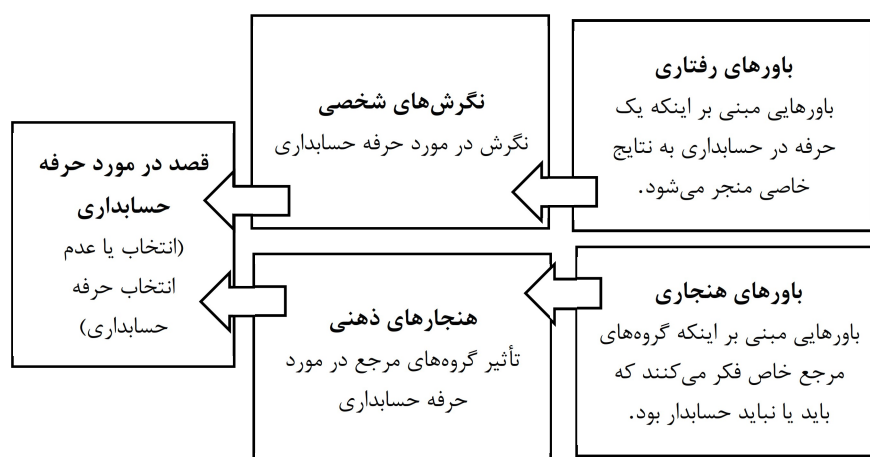 باورهای رفتاری
باورهایی مبنی بر اینکه یک
حرفه در حسابداری به نتایج
خاصی منجر می‌شود.
نگرش‌های شخصی
نگرش در مورد حرفه حسابداری
قصد در مورد حرفه
حسابداری
(انتخاب یا عدم
انتخاب حرفه
حسابداری)
باورهای هنجاری
باورهایی مبنی بر اینکه گروه‌های
مرجع خاص فکر می‌کنند که
باید یا نباید حسابدار بود.
هنجارهای ذهنی
تأثیر گروه‌های مرجع در مورد
حرفه حسابداری